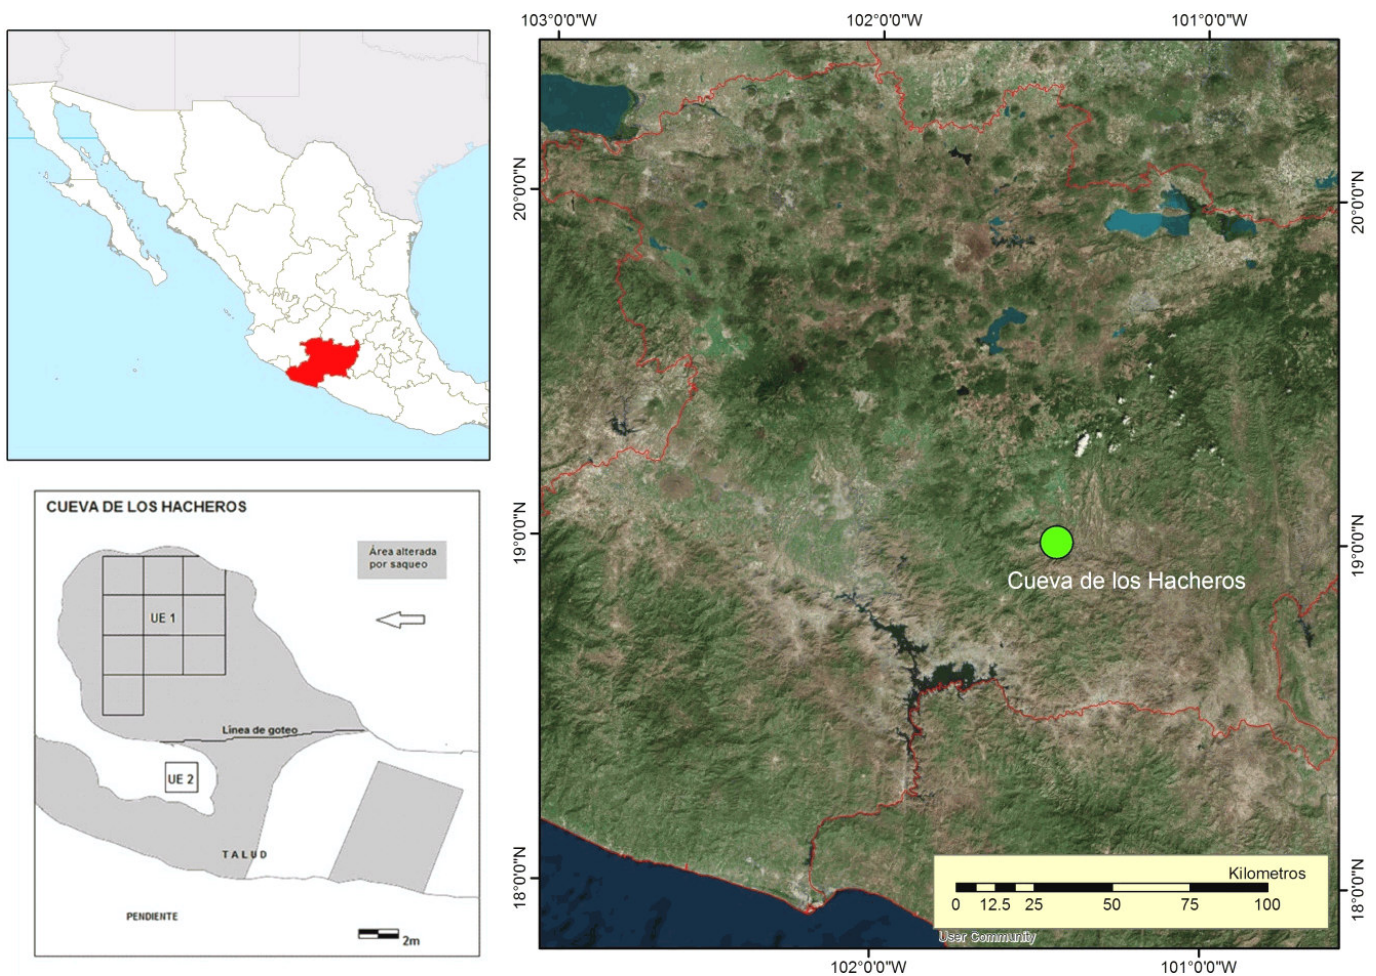 103°0'0"W
102°0'0"W
101°0'0"W
20°0'0"N
20°0'0"N
19°0'0"N
19°0'0"N
18°0'0"N
18°0'0"N
102°0'0"W
101°0'0"W
Cueva de los Hacheros
Kilometros
0 12.5 25 50 75 100
User Community
CUEVA DE LOS HACHEROS
Área alterada
por saqueo
UE 1
Línea de goteo
UE 2
TALUD
PENDIENTE
2m